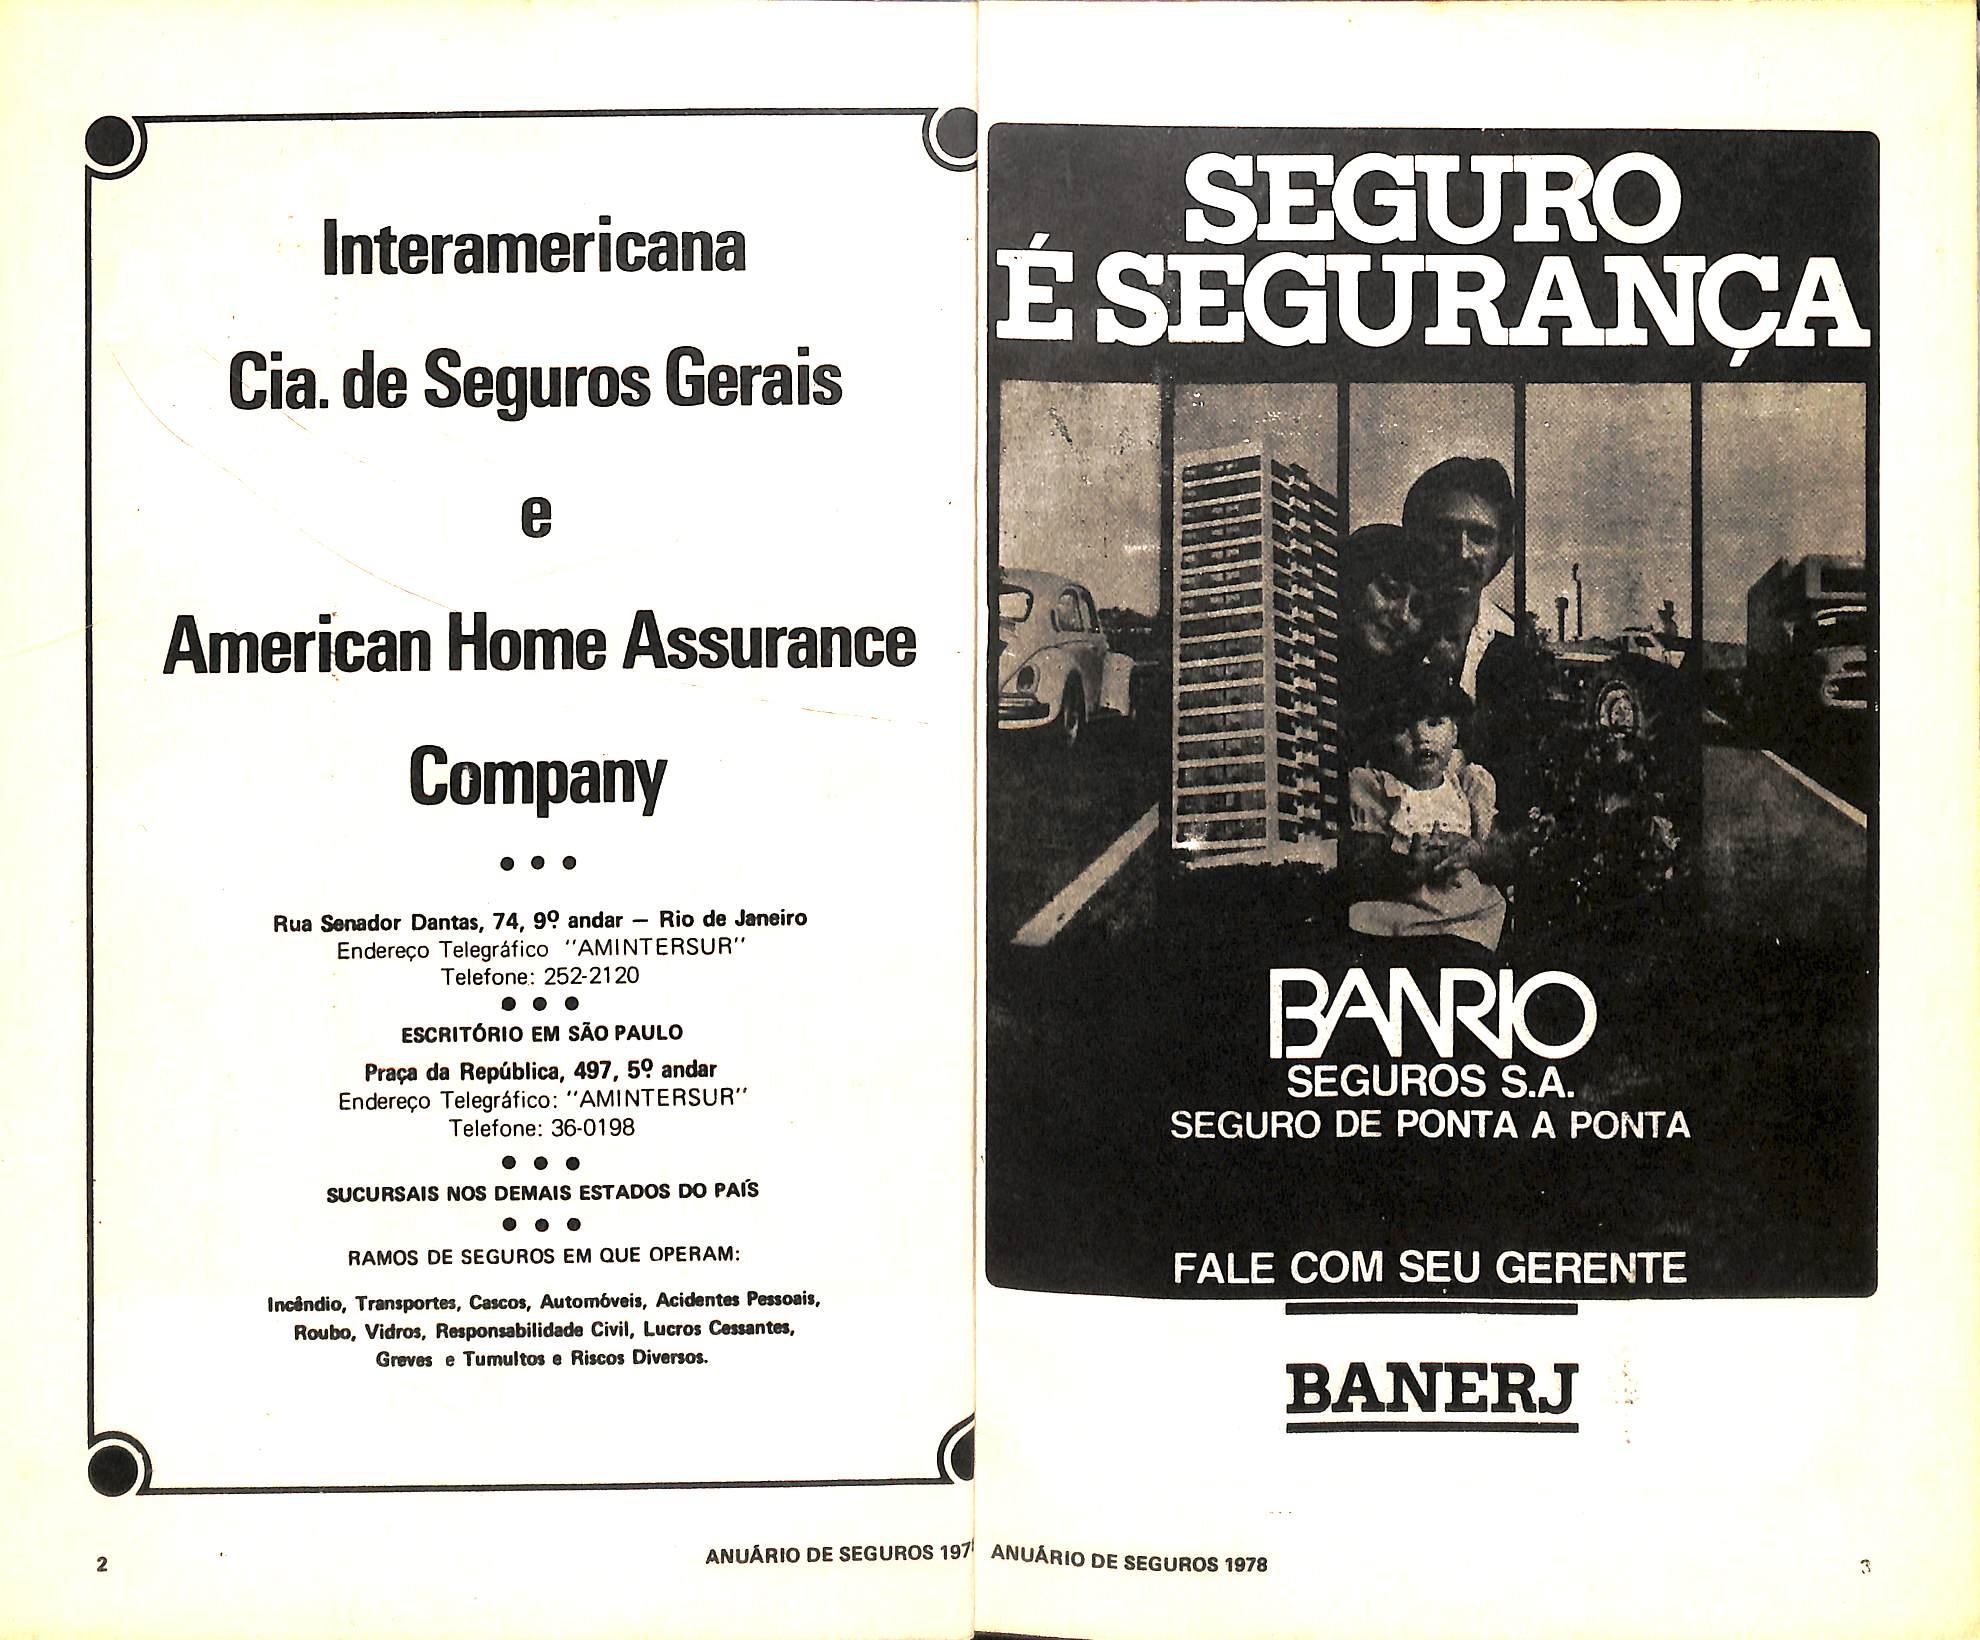 Interamericana
Cia. de Seguros Gerais
e
American Home Assurance
Company
Rua Senador Dantas, 74, 9º andar — Rio de Janeiro
Endereço Telegráfico "AMINTERSUR"
Telefone: 252-2120
ESCRITÓRIO EM SÃO PAULO
Praça da República, 497, 5º andar
Endereço Telegráfico: "AMINTERSUR"
Telefone: 36-0198
SUCURSAIS NOS DEMAIS ESTADOS DO PAÍS
RAMOS DE SEGUROS EM QUE OPERAM:
Incêndio, Transportes, Cascos, Automóveis, Acidentes Pessoais,
Roubo, Vidros, Responsabilidade Civil, Lucros Cessantes,
Greves e Tumultos e Riscos Diversos.
2
ANUÁRIO DE SEGUROS 197
SEGURO
É SEGURANÇA
BANRIO
SEGUROS S.A.
SEGURO DE PONTA A PONTA
FALE COM SEU GERENTE
BANERJ
ANUÁRIO DE SEGUROS 1978
3